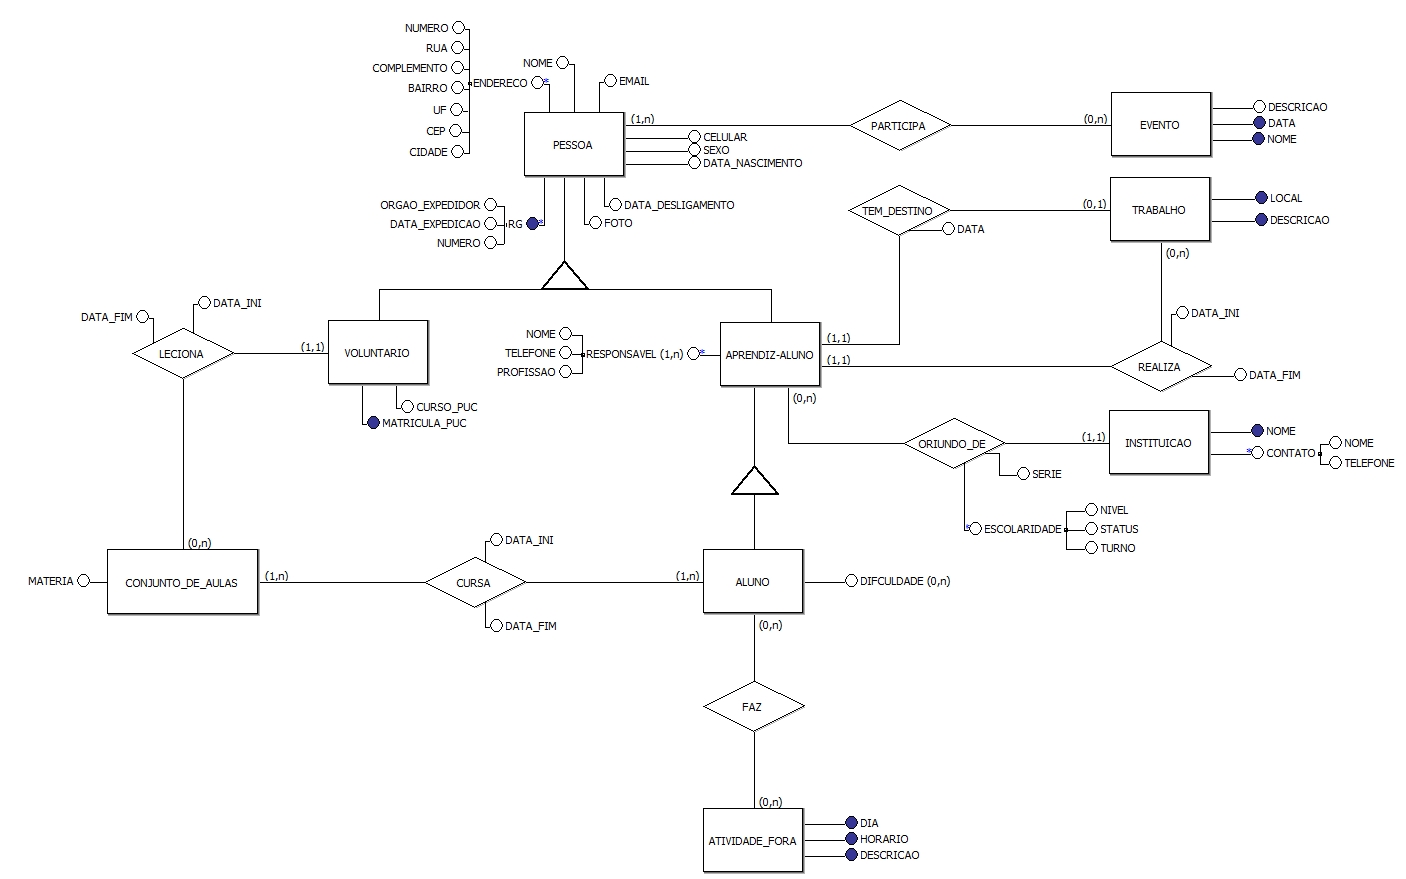 NUMERO
RUA
COMPLEMENTO
BAIRRO
UF
CEP
CIDADE
ENDERECO *
NOME
EMAIL
PESSOA
(1,n)
CELULAR
SEXO
DATA_NASCIMENTO
PARTICIPA
(0,n)
EVENTO
DESCRICAO
DATA
NOME
ORGAO_EXPEDIDOR
DATA_EXPEDICAO
NUMERO
RG *
DATA_DESLIGAMENTO
FOTO
TEM_DESTINO
DATA
(0,1)
TRABALHO
LOCAL
DESCRICAO
(0,n)
DATA_FIM
DATA_INI
LECIONA
(1,1)
VOLUNTARIO
CURSO_PUC
MATRICULA_PUC
NOME
TELEFONE
PROFISSAO
RESPONSAVEL (1,n) *
APRENDIZ-ALUNO
(1,1)
(1,1)
(0,n)
DATA_INI
REALIZA
DATA_FIM
ORIUNDO_DE
(1,1)
INSTITUICAO
NOME
* CONTATO
NOME
TELEFONE
SERIE
* ESCOLARIDADE
NIVEL
STATUS
TURNO
(0,n)
MATERIA
CONJUNTO_DE_AULAS
(1,n)
DATA_INI
CURSA
DATA_FIM
(1,n)
ALUNO
DIFCULDADE (0,n)
(0,n)
FAZ
(0,n)
ATIVIDADE_FORA
DIA
HORARIO
DESCRICAO